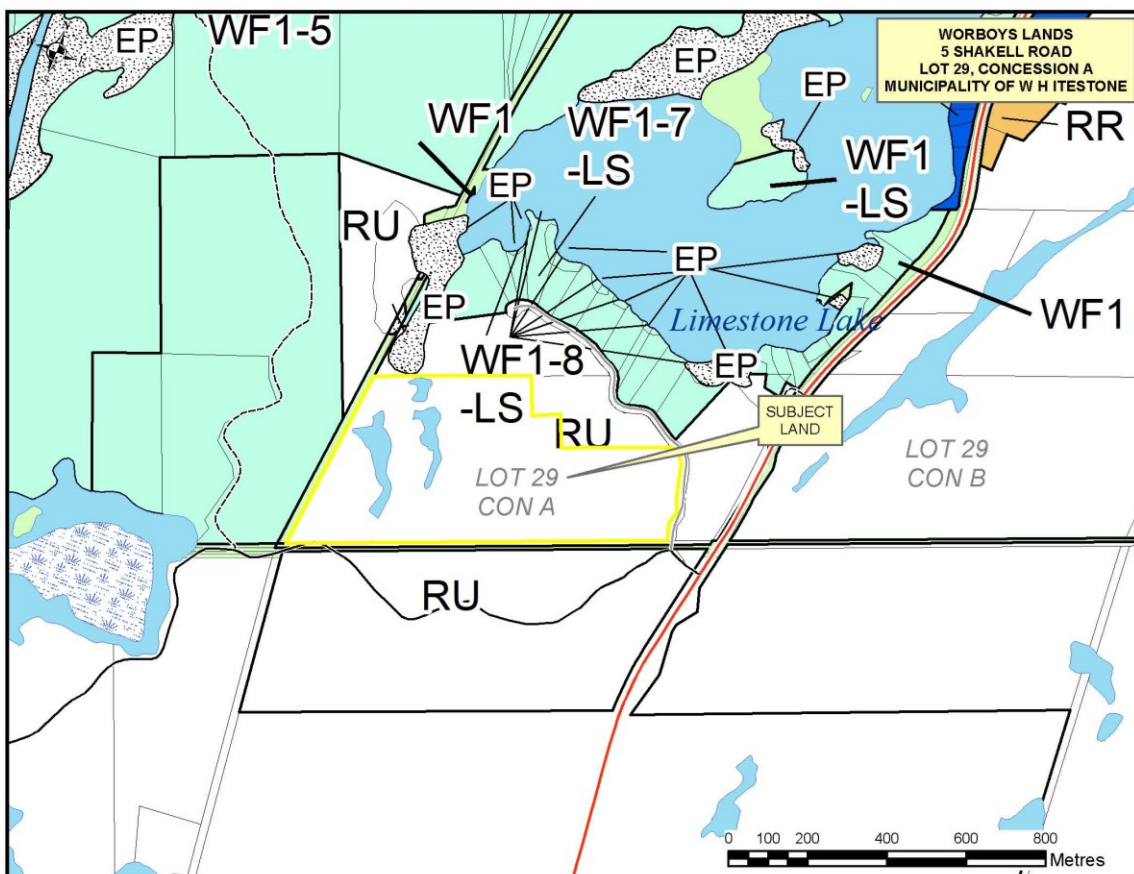 WF1-5
EP
WORBOYS LANDS
5 SHAKELL ROAD
LOT 29, CONCESSION A
MUNICIPALITY OF W H ITESTONE
EP
EP
WF1
WF1-7
-LS
RR
WF1
-LS
EP
RU
EP
EP
Limestone Lake
WF1
WF1-8
-LS
EP
SUBJECT
LAND
RU
LOT 29
CON A
LOT 29
CON B
RU
0 100 200 400 600 800
Metres